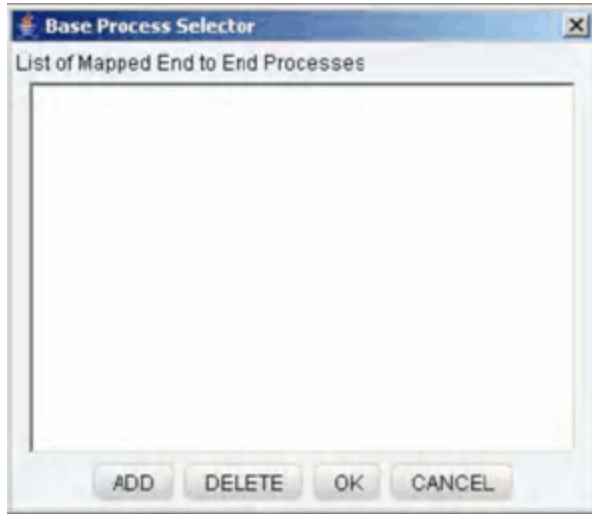 Base Process Selector
List of Mapped End to End Processes
ADD DELETE OK CANCEL